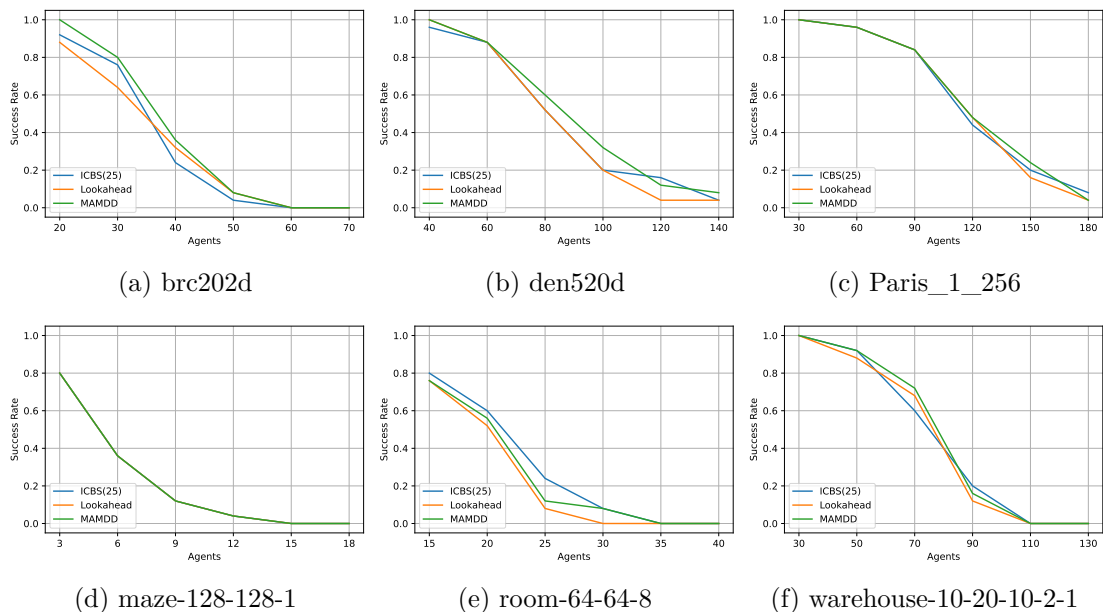 1.0
0.8
0.6
0.4
0.2
0.0
Success Rate
ICBS(25)
Lookahead
MAMDD
20 30 40 50 60 70
Agents
(a) brc202d
1.0
0.8
0.6
0.4
0.2
0.0
Success Rate
ICBS(25)
Lookahead
MAMDD
40 60 80 100 120 140
Agents
(b) den520d
1.0
0.8
0.6
0.4
0.2
0.0
Success Rate
ICBS(25)
Lookahead
MAMDD
30 60 90 120 150 180
Agents
(c) Paris_1_256
1.0
0.8
0.6
0.4
0.2
0.0
Success Rate
ICBS(25)
Lookahead
MAMDD
3 6 9 12 15 18
Agents
(d) maze-128-128-1
1.0
0.8
0.6
0.4
0.2
0.0
Success Rate
ICBS(25)
Lookahead
MAMDD
15 20 25 30 35 40
Agents
(e) room-64-64-8
1.0
0.8
0.6
0.4
0.2
0.0
Success Rate
ICBS(25)
Lookahead
MAMDD
30 50 70 90 110 130
Agents
(f) warehouse-10-20-10-2-1